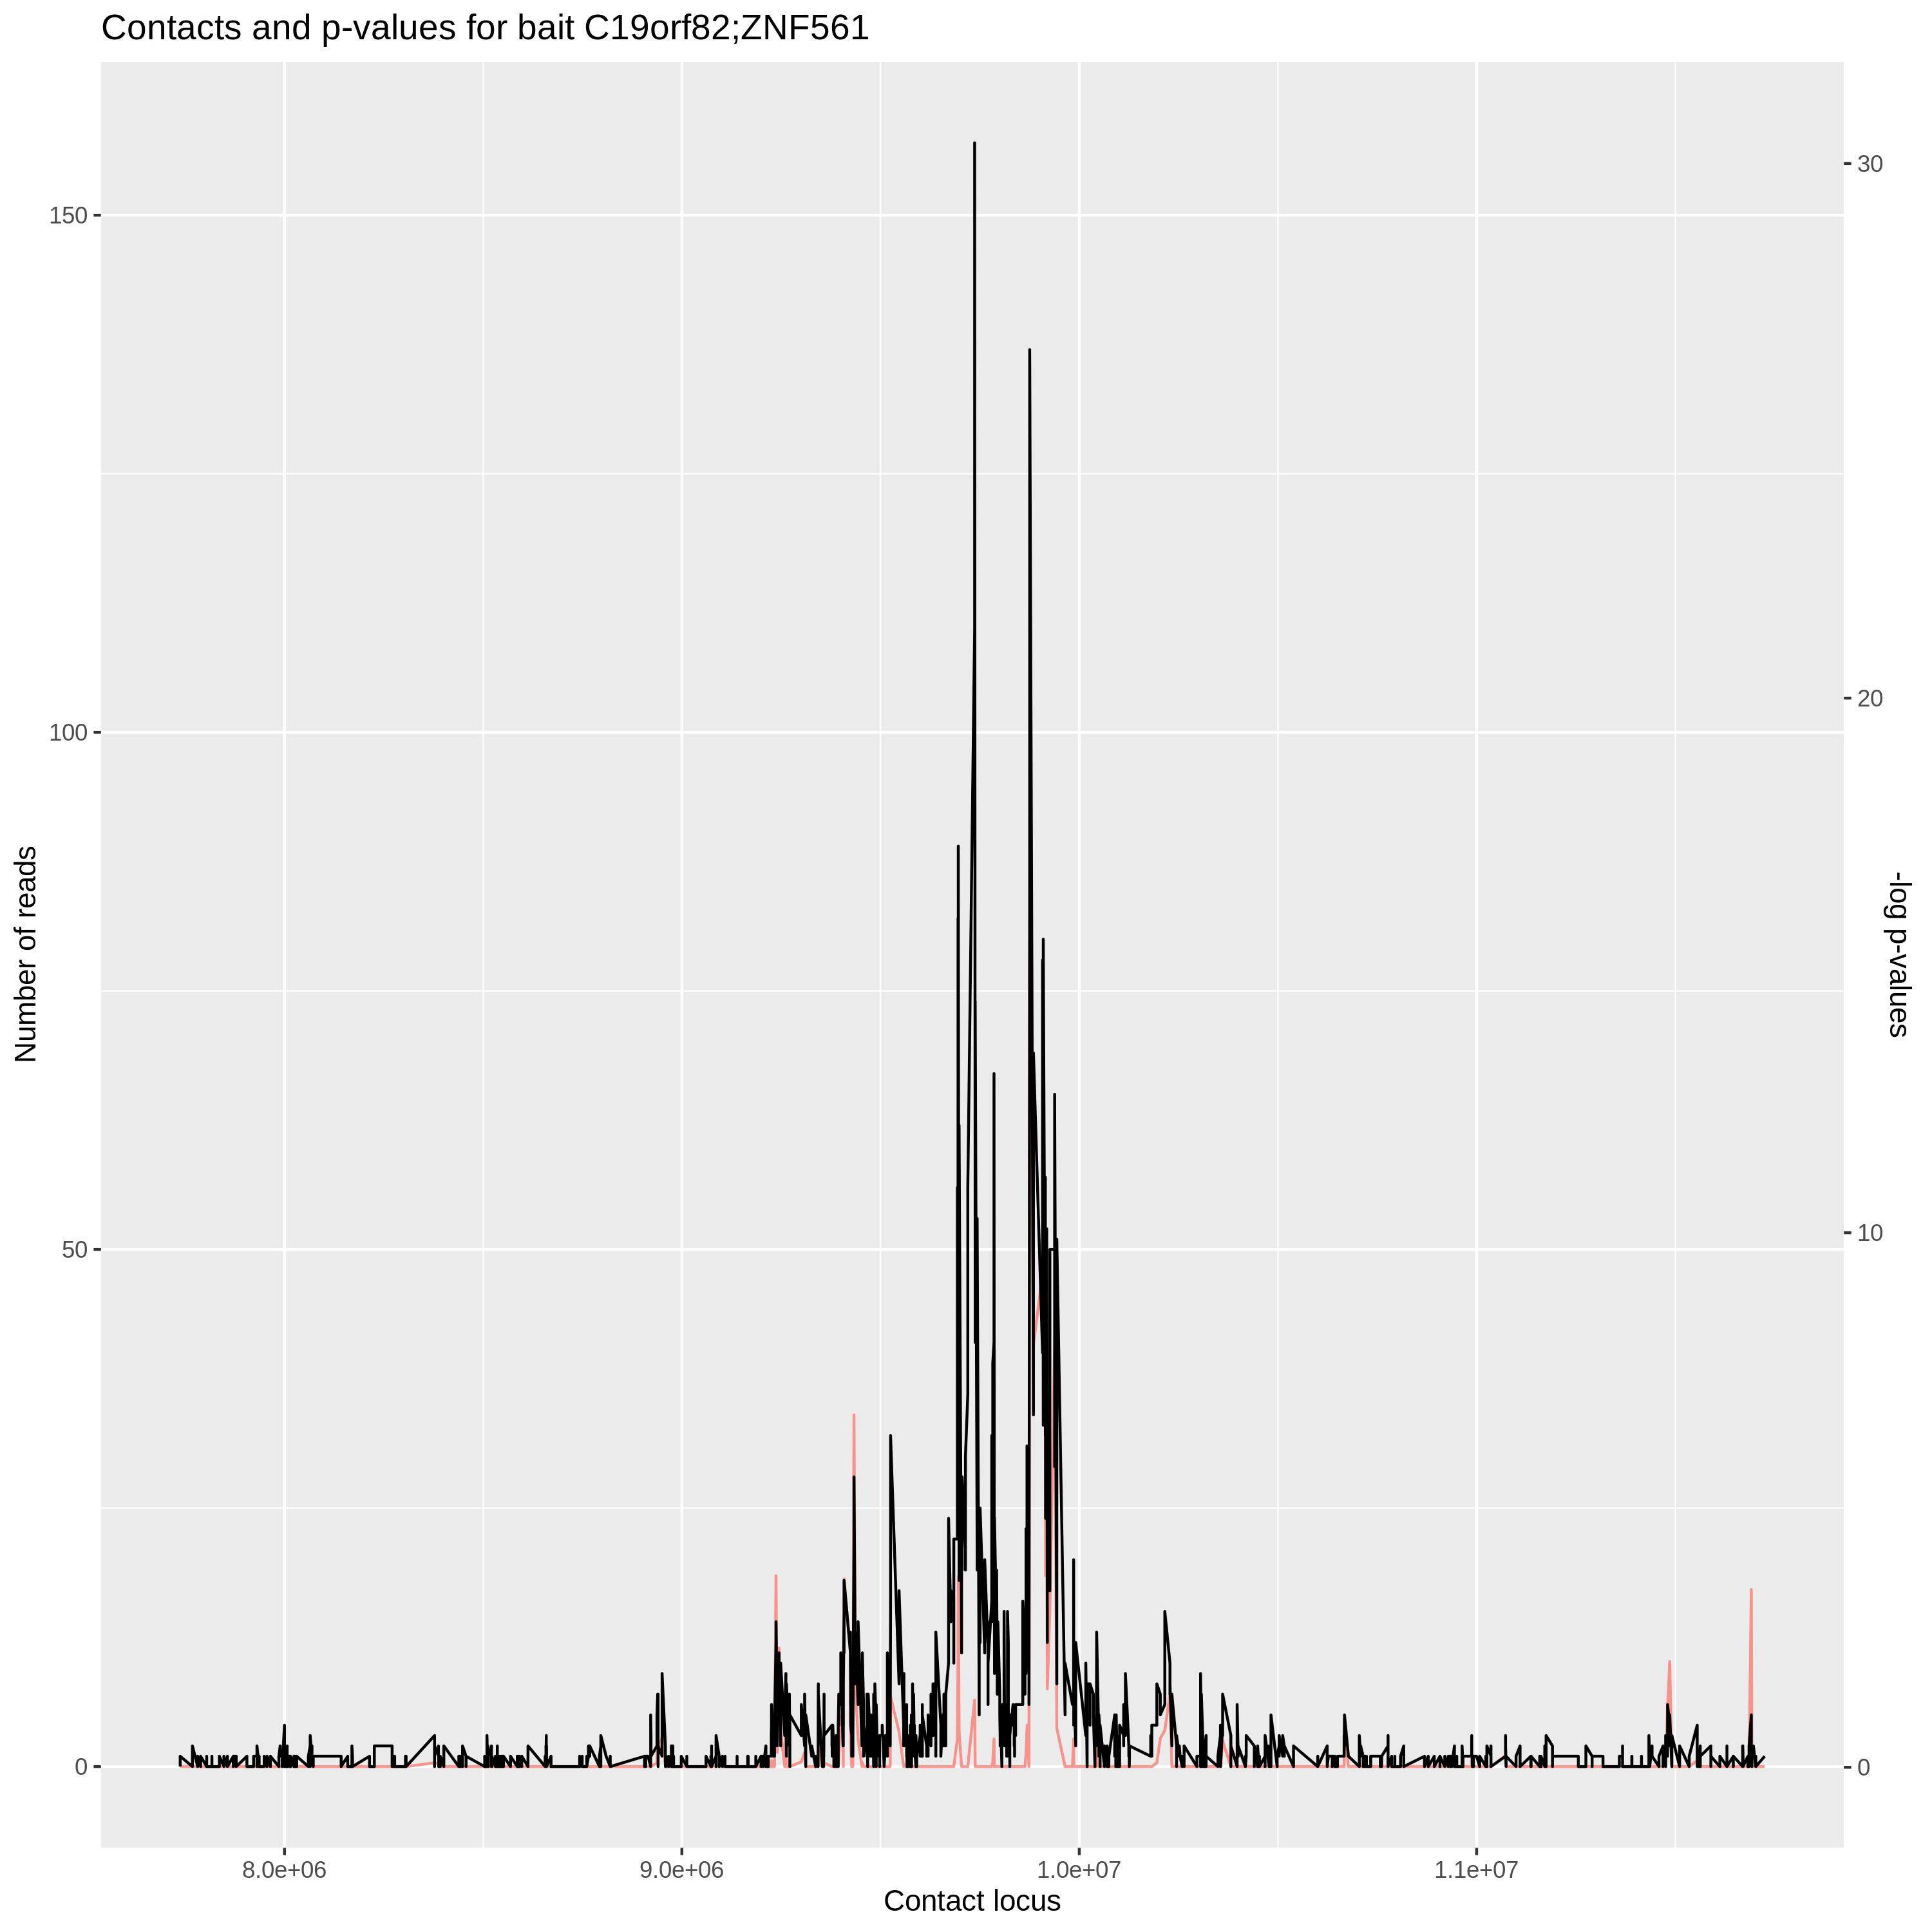 Contacts and p-values for bait C19orf82;ZNF561
150
100
50
0
Number of reads
30
20
10
0
-log p-values
8.0e+06
9.0e+06
1.0e+07
1.1e+07
Contact locus